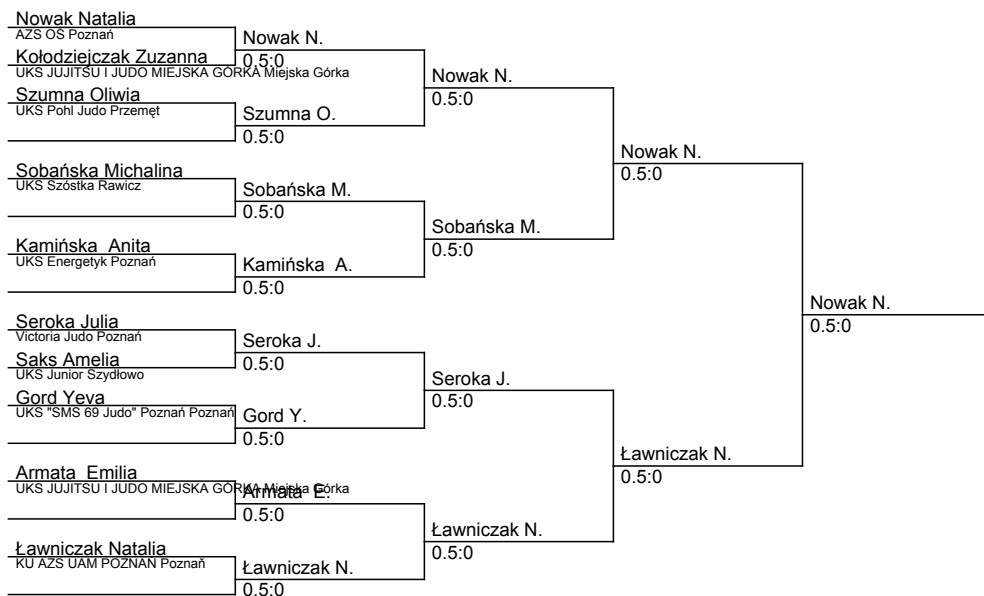 Nowak Natalia
AZS OŚ Poznań
Kołodziejczak Zuzanna
UKS JUJITSU I JUDO MIEJSKA GÓRKA Miejska Górka
Szumna Oliwia
UKS Pohl Judo Przemęt
Sobańska Michalina
UKS Szóstka Rawicz
Kamińska Anita
UKS Energetyk Poznań
Seroka Julia
Victoria Judo Poznań
Saks Amelia
UKS Junior Szydłowo
Gord Yeva
UKS "SMS 69 Judo" Poznań Poznań
Armata Emilia
UKS JUJITSU I JUDO MIEJSKA GÓRKA Miejska Górka
Ławniczak Natalia
KU AZS UAM POZNAŃ Poznań
Nowak N.
0.5:0
Szumna O.
0.5:0
Sobańska M.
0.5:0
Kamińska A.
0.5:0
Seroka J.
0.5:0
Gord Y.
0.5:0
Armata E.
0.5:0
Ławniczak N.
0.5:0
Nowak N.
0.5:0
Sobańska M.
0.5:0
Seroka J.
0.5:0
Ławniczak N.
0.5:0
Nowak N.
0.5:0
Ławniczak N.
0.5:0
Nowak N.
0.5:0